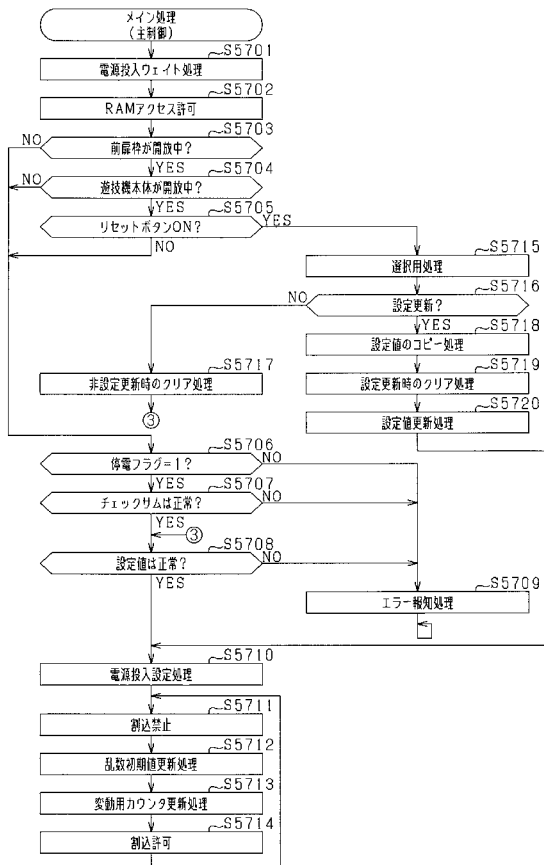 メイン処理
(主制御)
S5701
電源投入ウェイト処理
S5702
RAMアクセス許可
S5703
前扉枠が開放中?
NO
YES
S5704
遊技機本体が開放中?
NO
YES
S5705
リセットボタンON?
YES
NO
S5715
選択用処理
S5716
設定更新?
NO
YES
S5718
設定値のコピー処理
S5717
非設定更新時のクリア処理
③
S5719
設定更新時のクリア処理
S5720
設定値更新処理
S5706
停電フラグ=1?
NO
YES
S5707
チェックサムは正常?
NO
YES
③
S5708
設定値は正常?
NO
YES
S5709
エラー報知処理
S5710
電源投入設定処理
S5711
割込禁止
S5712
乱数初期値更新処理
S5713
変動用カウンタ更新処理
S5714
割込許可